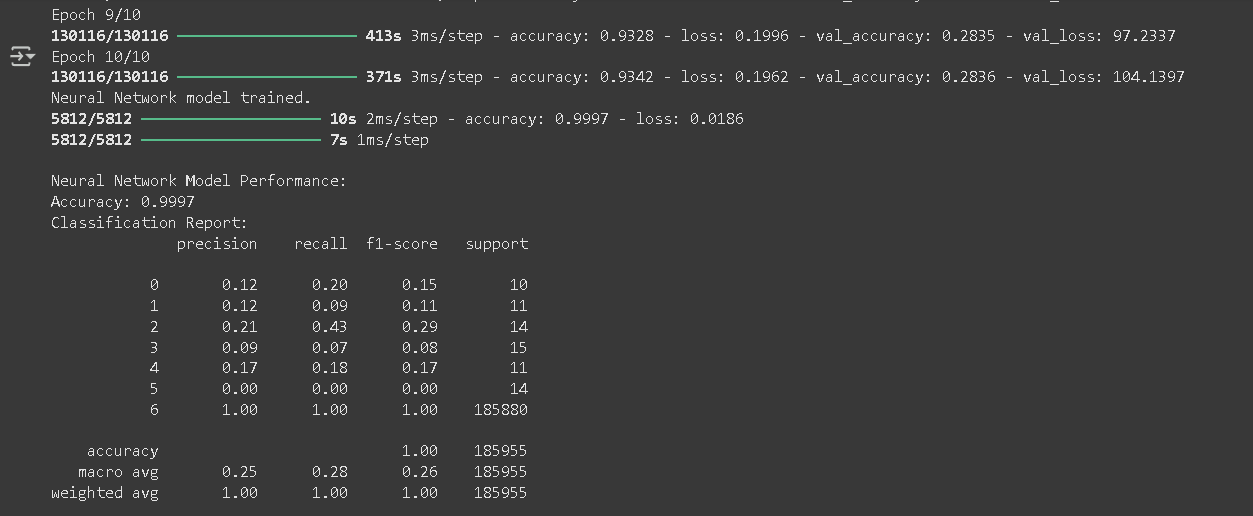 Epoch 9/10
130116/130116 413s 3ms/step - accuracy: 0.9328 - loss: 0.1996 - val_accuracy: 0.2835 - val_loss: 97.2337
Epoch 10/10
130116/130116 371s 3ms/step - accuracy: 0.9342 - loss: 0.1962 - val_accuracy: 0.2836 - val_loss: 104.1397
Neural Network model trained.
5812/5812 10s 2ms/step - accuracy: 0.9997 - loss: 0.0186
5812/5812 7s 1ms/step
Neural Network Model Performance:
Accuracy: 0.9997
Classification Report:
precision recall f1-score support
0 0.12 0.20 0.15 10
1 0.12 0.09 0.11 11
2 0.21 0.43 0.29 14
3 0.09 0.07 0.08 15
4 0.17 0.18 0.17 11
5 0.00 0.00 0.00 14
6 1.00 1.00 1.00 185880
accuracy 1.00 185955
macro avg 0.25 0.28 0.26 185955
weighted avg 1.00 1.00 1.00 185955